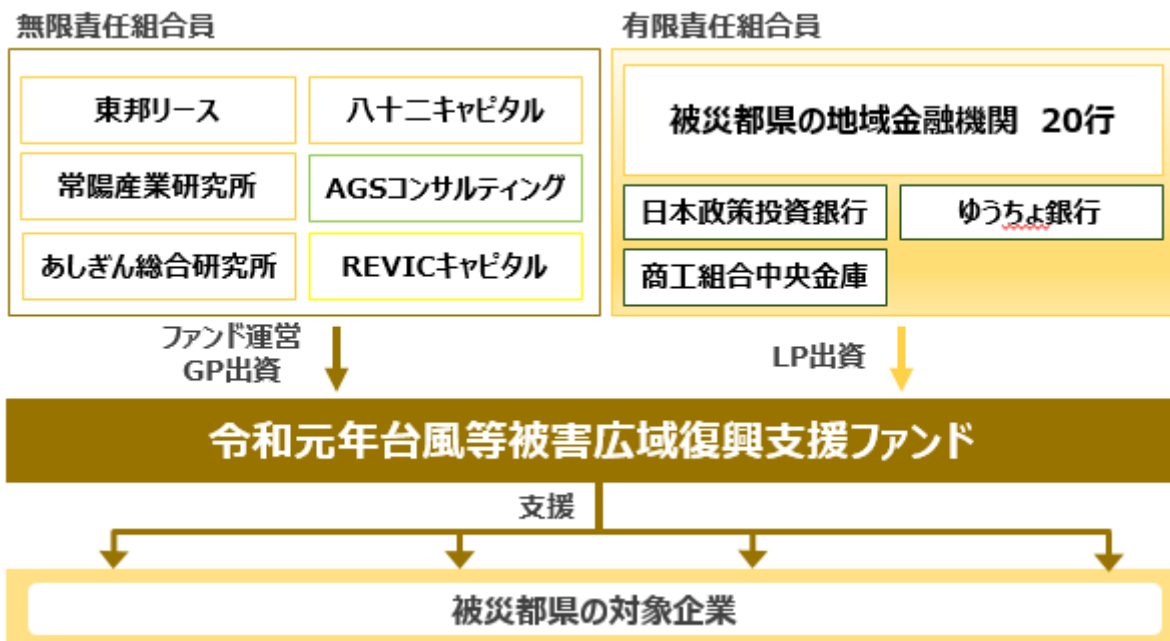 無限責任組合員
東邦リース
八十二キャピタル
常陽産業研究所
AGSコンサルティング
あしぎん総合研究所
REVICキャピタル
有限責任組合員
被災都県の地域金融機関 20行
日本政策投資銀行
ゆうちょ銀行
商工組合中央金庫
ファンド運営
GP出資
LP出資
令和元年台風等被害広域復興支援ファンド
支援
被災都県の対象企業